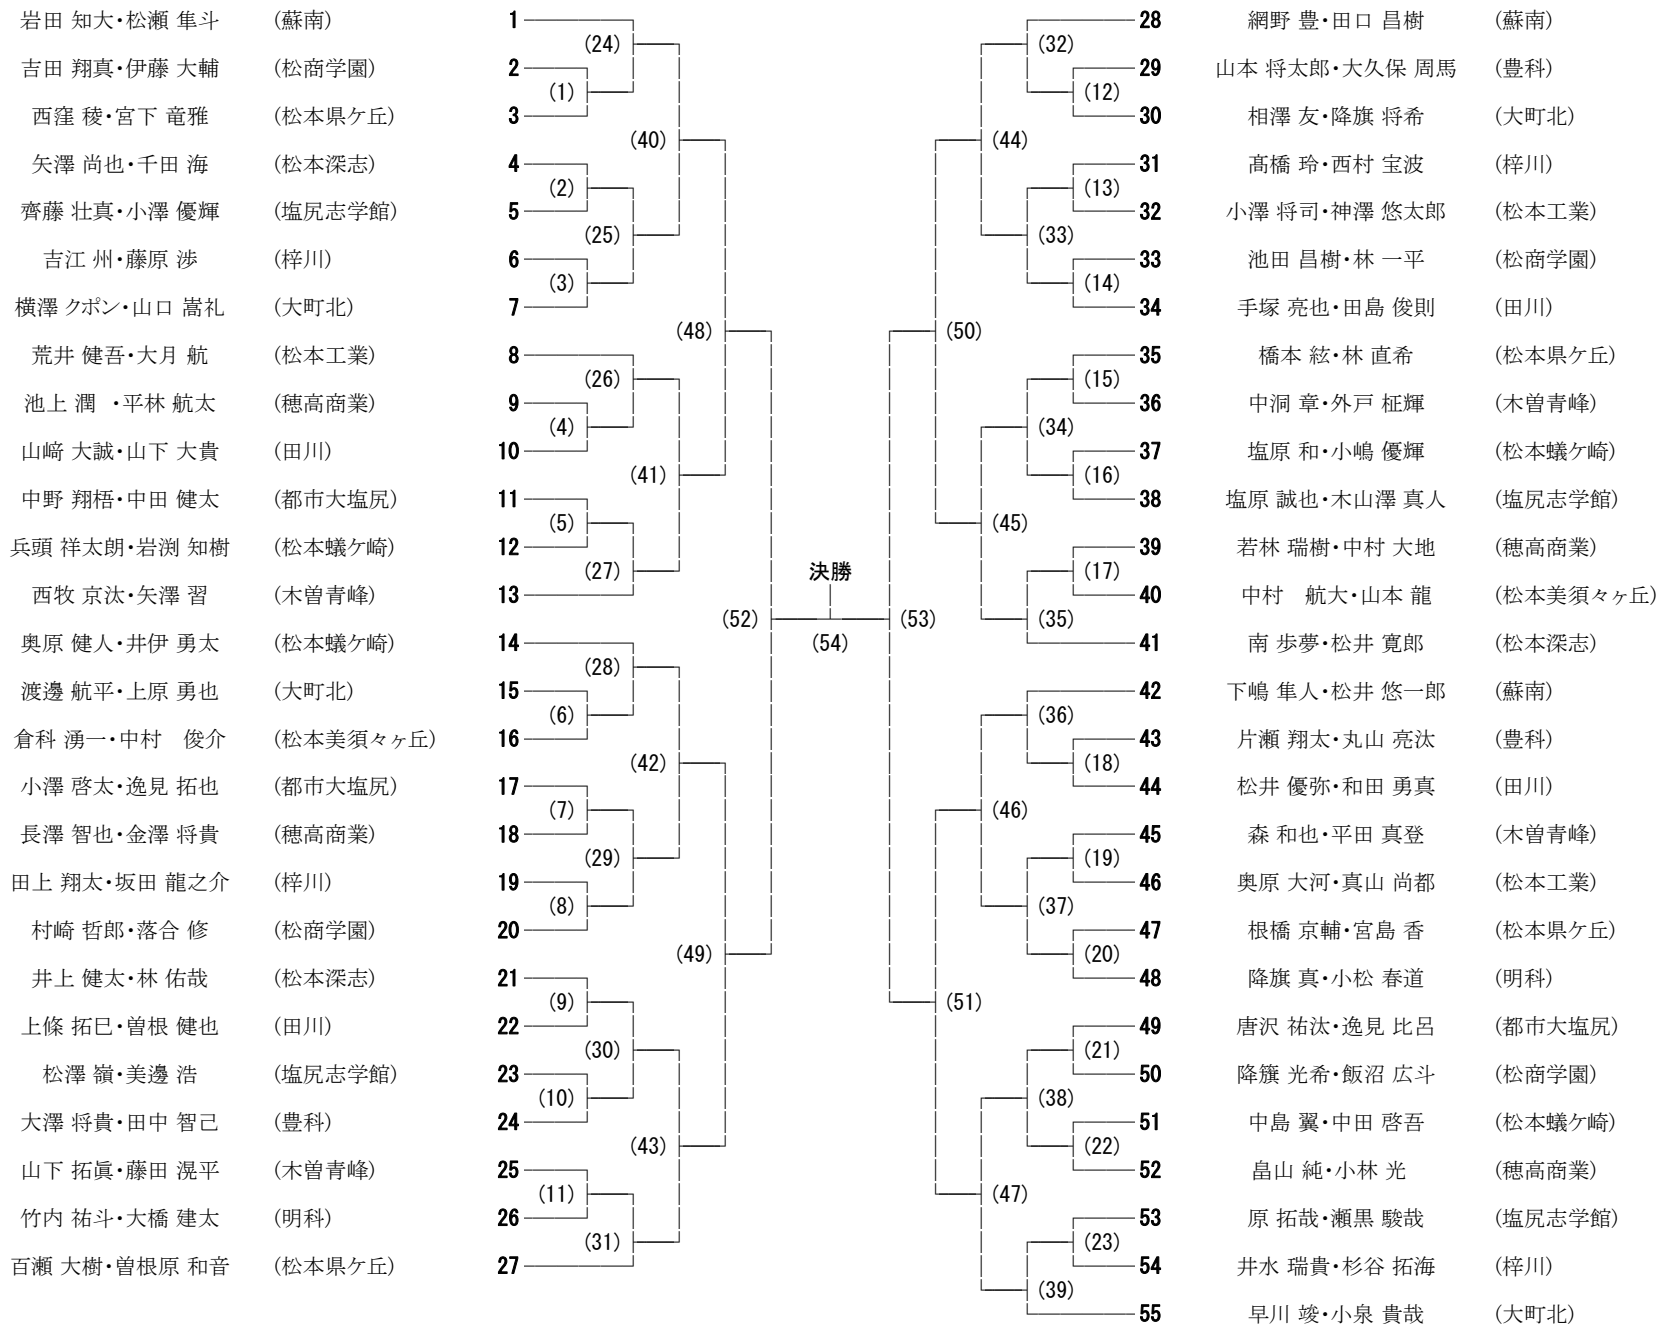 岩田 知大・松瀬 隼斗 (蘇南) 1
(24)
吉田 翔真・伊藤 大輔 (松商学園) 2
(1)
西窪 稜・宮下 竜雅 (松本県ケ丘) 3
(40)
矢澤 尚也・千田 海 (松本深志) 4
(2)
齊藤 壮真・小澤 優輝 (塩尻志学館) 5
(25)
吉江 州・藤原 渉 (梓川) 6
(3)
横澤 クポン・山口 嵩礼 (大町北) 7
(48)
荒井 健吾・大月 航 (松本工業) 8
(26)
池上 潤 ・平林 航太 (穂高商業) 9
(4)
山﨑 大誠・山下 大貴 (田川) 10
(41)
中野 翔梧・中田 健太 (都市大塩尻) 11
(5)
兵頭 祥太朗・岩渕 知樹 (松本蟻ケ崎) 12
(27)
西牧 京汰・矢澤 習 (木曽青峰) 13
(52)
奥原 健人・井伊 勇太 (松本蟻ケ崎) 14
(28)
渡邊 航平・上原 勇也 (大町北) 15
(6)
倉科 湧一・中村　俊介 (松本美須々ヶ丘) 16
(42)
小澤 啓太・逸見 拓也 (都市大塩尻) 17
(7)
長澤 智也・金澤 将貴 (穂高商業) 18
(29)
田上 翔太・坂田 龍之介 (梓川) 19
(8)
村崎 哲郎・落合 修 (松商学園) 20
(49)
井上 健太・林 佑哉 (松本深志) 21
(9)
上條 拓巳・曽根 健也 (田川) 22
(30)
松澤 嶺・美邊 浩 (塩尻志学館) 23
(10)
大澤 将貴・田中 智己 (豊科) 24
(43)
山下 拓眞・藤田 滉平 (木曽青峰) 25
(11)
竹内 祐斗・大橋 建太 (明科) 26
(31)
百瀬 大樹・曽根原 和音 (松本県ケ丘) 27
決勝
(54)
28 網野 豊・田口 昌樹 (蘇南)
(32)
29 山本 将太郎・大久保 周馬 (豊科)
(12)
30 相澤 友・降旗 将希 (大町北)
(44)
31 髙橋 玲・西村 宝波 (梓川)
(13)
32 小澤 将司・神澤 悠太郎 (松本工業)
(33)
33 池田 昌樹・林 一平 (松商学園)
(14)
34 手塚 亮也・田島 俊則 (田川)
(50)
35 橋本 絃・林 直希 (松本県ケ丘)
(15)
36 中洞 章・外戸 柾輝 (木曽青峰)
(34)
37 塩原 和・小嶋 優輝 (松本蟻ケ崎)
(16)
38 塩原 誠也・木山澤 真人 (塩尻志学館)
(45)
39 若林 瑞樹・中村 大地 (穂高商業)
(17)
40 中村　航大・山本 龍 (松本美須々ヶ丘)
(53)
(35)
41 南 歩夢・松井 寛郎 (松本深志)
42 下嶋 隼人・松井 悠一郎 (蘇南)
(36)
43 片瀬 翔太・丸山 亮汰 (豊科)
(18)
44 松井 優弥・和田 勇真 (田川)
(46)
45 森 和也・平田 真登 (木曽青峰)
(19)
46 奥原 大河・真山 尚都 (松本工業)
(37)
47 根橋 京輔・宮島 香 (松本県ケ丘)
(20)
48 降旗 真・小松 春道 (明科)
(51)
49 唐沢 祐汰・逸見 比呂 (都市大塩尻)
(21)
50 降籏 光希・飯沼 広斗 (松商学園)
(38)
51 中島 翼・中田 啓吾 (松本蟻ケ崎)
(22)
52 畠山 純・小林 光 (穂高商業)
(47)
53 原 拓哉・瀬黒 駿哉 (塩尻志学館)
(23)
54 井水 瑞貴・杉谷 拓海 (梓川)
(39)
55 早川 竣・小泉 貴哉 (大町北)